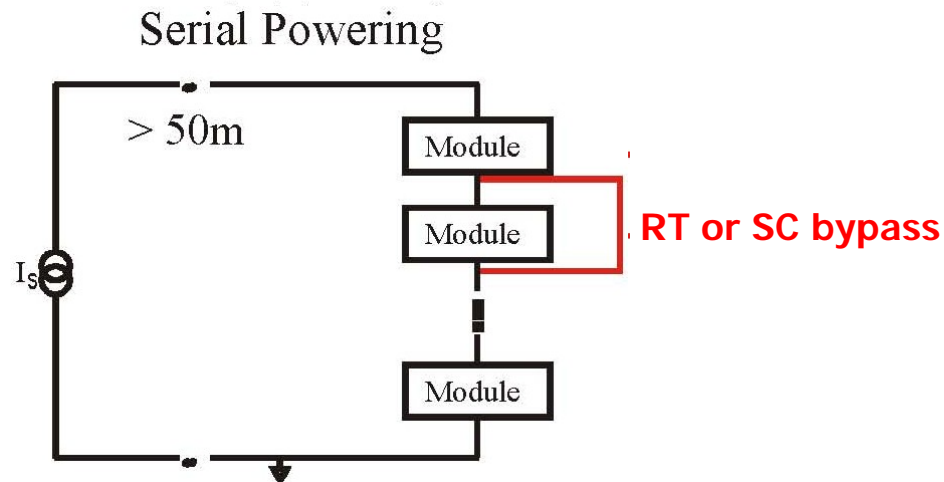 Serial Powering
> 50m
Module
Module
RT or SC bypass
Is
Module